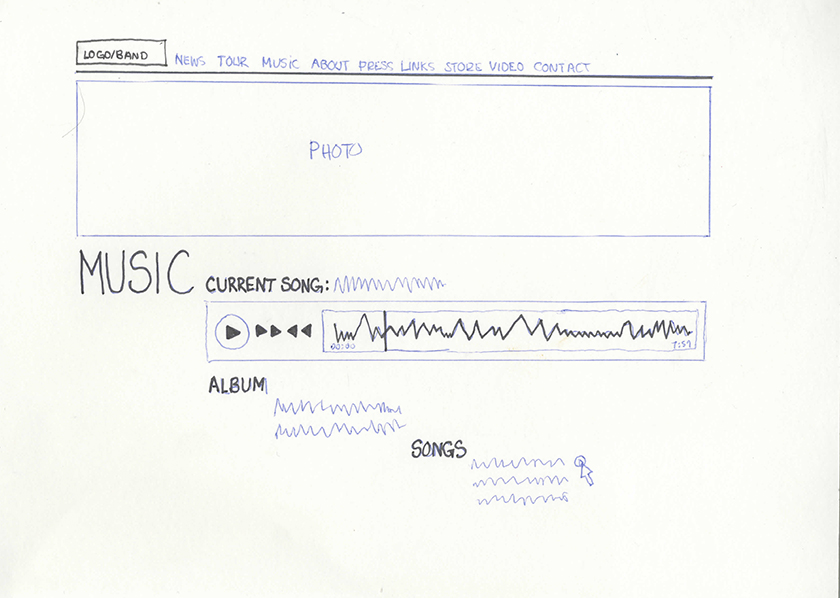 LOGO/BAND
NEWS TOUR MUSIC ABOUT PRESS LINKS STORE VIDEO CONTACT
PHOTO
MUSIC
CURRENT SONG:
00:00 7:57
ALBUM
SONGS